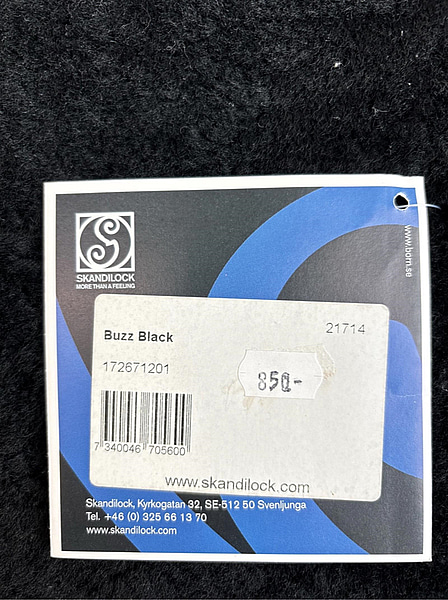 SKANDILOCK
MORE THAN A FEELING
www.born.se
Buzz Black
21714
172671201
850-
7 340046 705600
www.skandilock.com
Skandilock, Kyrkogatan 32, SE-512 50 Svenljunga
Tel. +46 (0) 325 66 13 70
www.skandilock.com